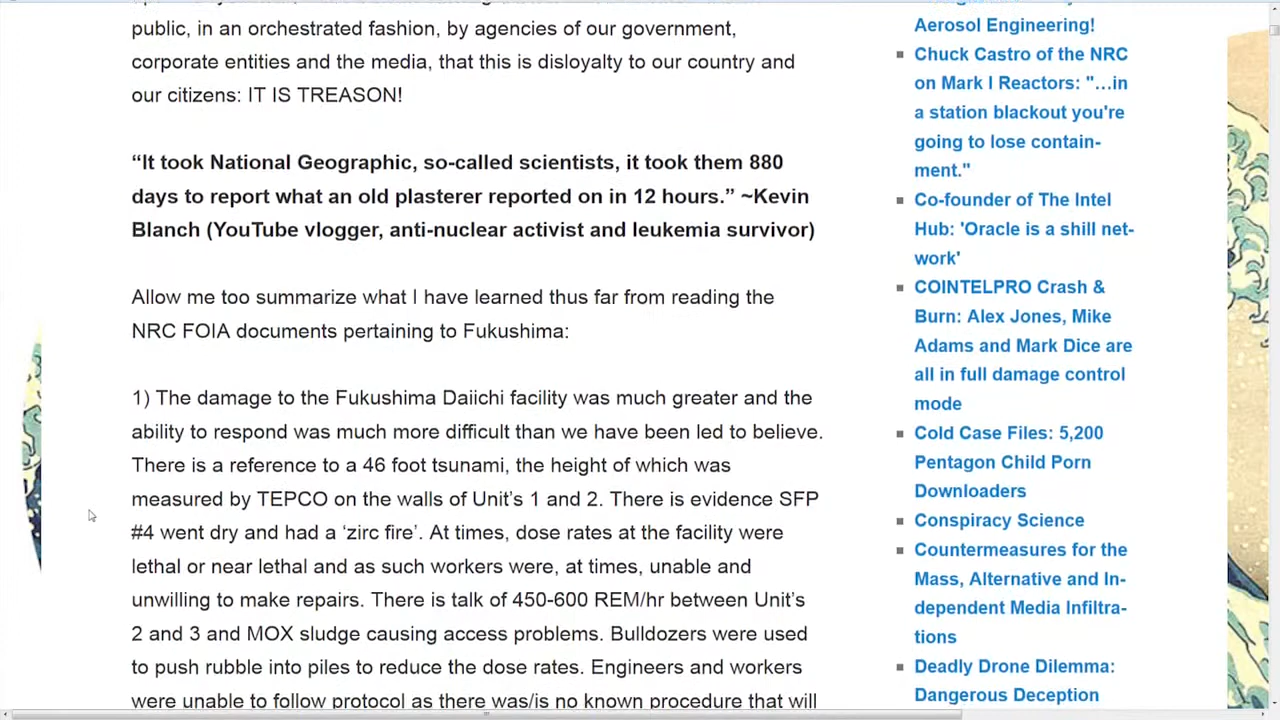 public, in an orchestrated fashion, by agencies of our government,
corporate entities and the media, that this is disloyalty to our country and
our citizens: IT IS TREASON!
“It took National Geographic, so-called scientists, it took them 880
days to report what an old plasterer reported on in 12 hours.” ~Kevin
Blanch (YouTube vlogger, anti-nuclear activist and leukemia survivor)
Allow me too summarize what I have learned thus far from reading the
NRC FOIA documents pertaining to Fukushima:
1) The damage to the Fukushima Daiichi facility was much greater and the
ability to respond was much more difficult than we have been led to believe.
There is a reference to a 46 foot tsunami, the height of which was
measured by TEPCO on the walls of Unit’s 1 and 2. There is evidence SFP
#4 went dry and had a ‘zirc fire’. At times, dose rates at the facility were
lethal or near lethal and as such workers were, at times, unable and
unwilling to make repairs. There is talk of 450-600 REM/hr between Unit’s
2 and 3 and MOX sludge causing access problems. Bulldozers were used
to push rubble into piles to reduce the dose rates. Engineers and workers
were unable to follow protocol as there was/is no known procedure that will
Aerosol Engineering!
Chuck Castro of the NRC
on Mark I Reactors: "…in
a station blackout you're
going to lose contain-
ment."
Co-founder of The Intel
Hub: 'Oracle is a shill net-
work'
COINTELPRO Crash &
Burn: Alex Jones, Mike
Adams and Mark Dice are
all in full damage control
mode
Cold Case Files: 5,200
Pentagon Child Porn
Downloaders
Conspiracy Science
Countermeasures for the
Mass, Alternative and In-
dependent Media Infiltra-
tions
Deadly Drone Dilemma:
Dangerous Deception